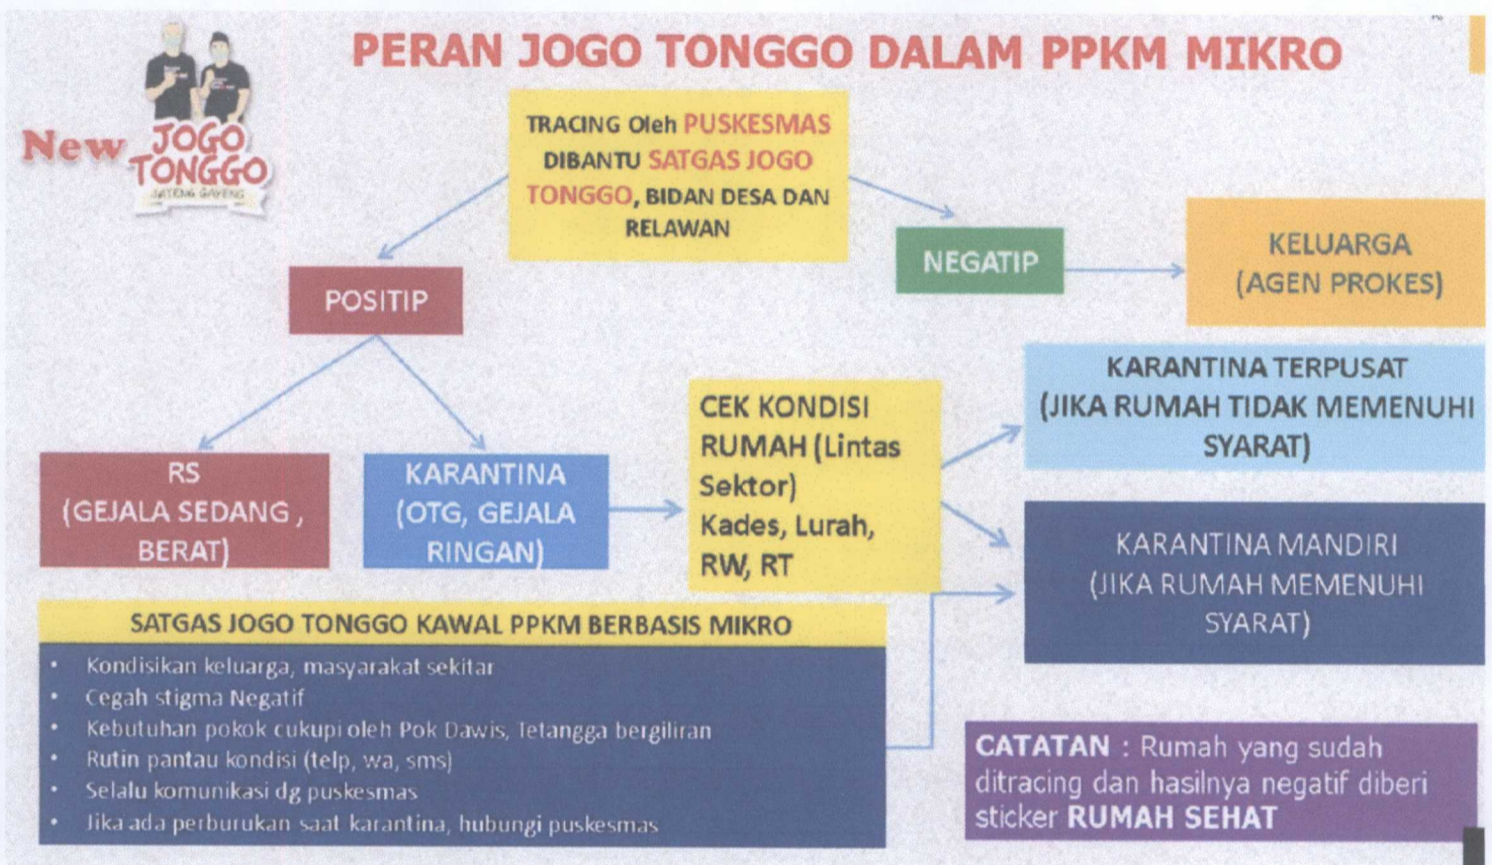 PERAN JOGO TONGGO DALAM PPKM MIKRO
New
JOGO
TONGGO
JATENG GAYENG
TRACING Oleh PUSKESMAS
DIBANTU SATGAS JOGO
TONGGO, BIDAN DESA DAN
RELAWAN
NEGATIP
KELUARGA
(AGEN PROKES)
POSITIP
RS
(GEJALA SEDANG ,
BERAT)
KARANTINA
(OTG, GEJALA
RINGAN)
CEK KONDISI
RUMAH (Lintas
Sektor)
Kades, Lurah,
RW, RT
KARANTINA TERPUSAT
(JIKA RUMAH TIDAK MEMENUHI
SYARAT)
KARANTINA MANDIRI
(JIKA RUMAH MEMENUHI
SYARAT)
SATGAS JOGO TONGGO KAWAL PPKM BERBASIS MIKRO
• Kondisikan keluarga, masyarakat sekitar
• Cegah stigma Negatif
• Kebutuhan pokok cukupi oleh Pok Dawis, Tetangga bergiliran
• Rutin pantau kondisi (telp, wa, sms)
• Selalu komunikasi dg puskesmas
• Jika ada perburukan saat karantina, hubungi puskesmas
CATATAN : Rumah yang sudah
ditracing dan hasilnya negatif diberi
sticker RUMAH SEHAT